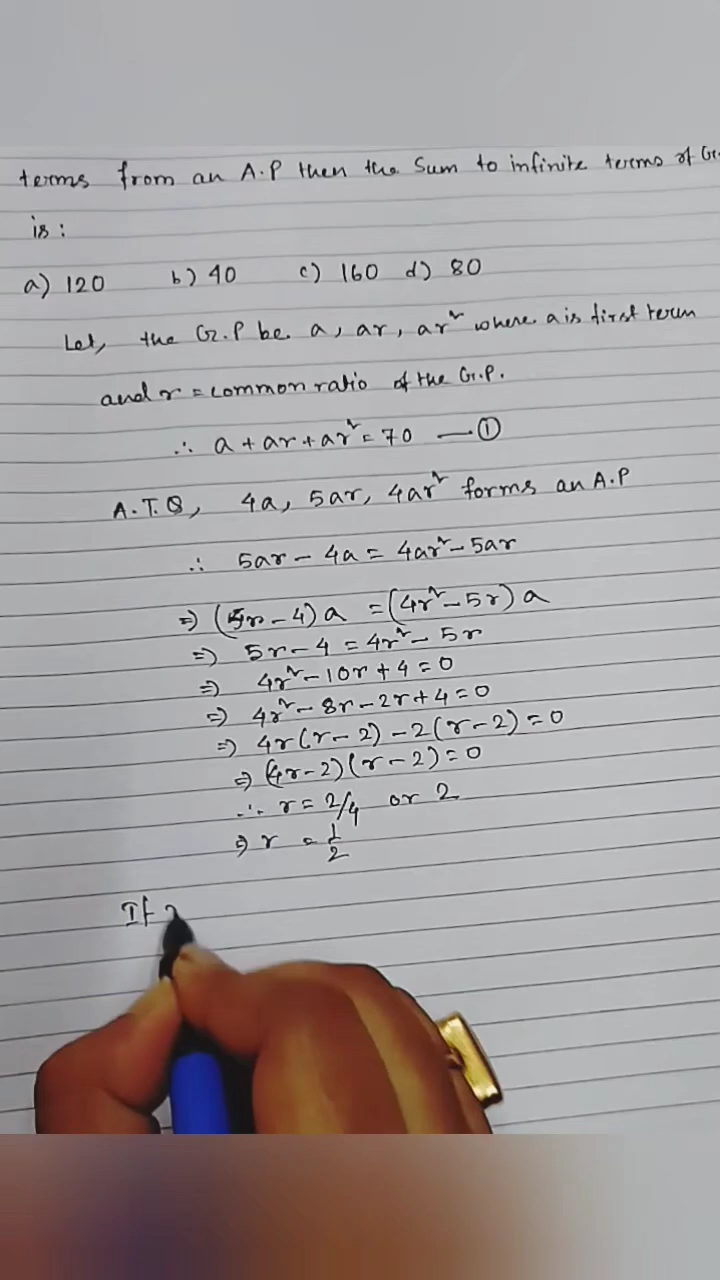 terms from an A.P then the Sum to infinite terms of G.
is :
a) 120 b) 40 c) 160 d) 80
Let, the G.P be a, ar, ar² where a is first term
and r = common ratio of the G.P.
∴ a + ar + ar² = 70 —①
A.T.Q, 4a, 5ar, 4ar² forms an A.P
∴ 5ar - 4a = 4ar² - 5ar
⇒ (5r - 4) a = (4r² - 5r) a
⇒ 5r - 4 = 4r² - 5r
⇒ 4r² - 10r + 4 = 0
⇒ 4r² - 8r - 2r + 4 = 0
⇒ 4r(r - 2) - 2(r - 2) = 0
⇒ (4r - 2)(r - 2) = 0
∴ r = 2/4 or 2
⇒ r = 1/2
If